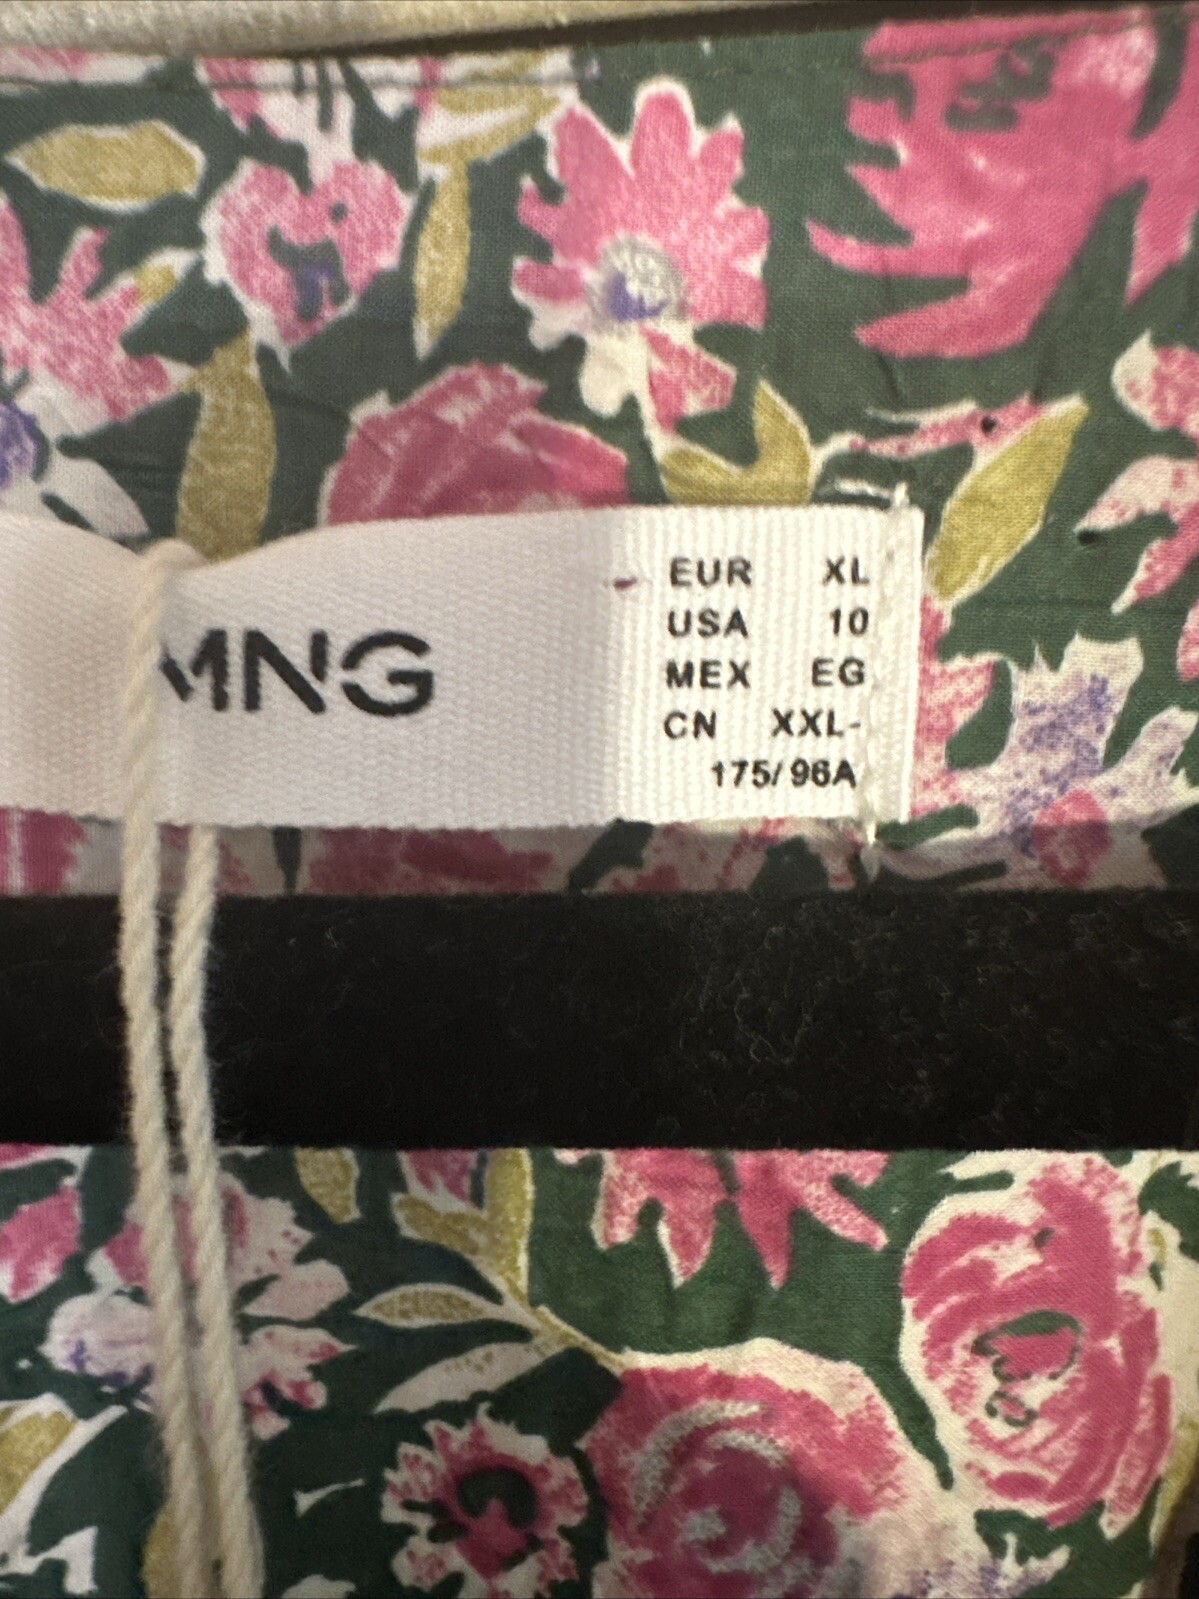 MNG
EUR XL
USA 10
MEX EG
CN XXL-
175/96A